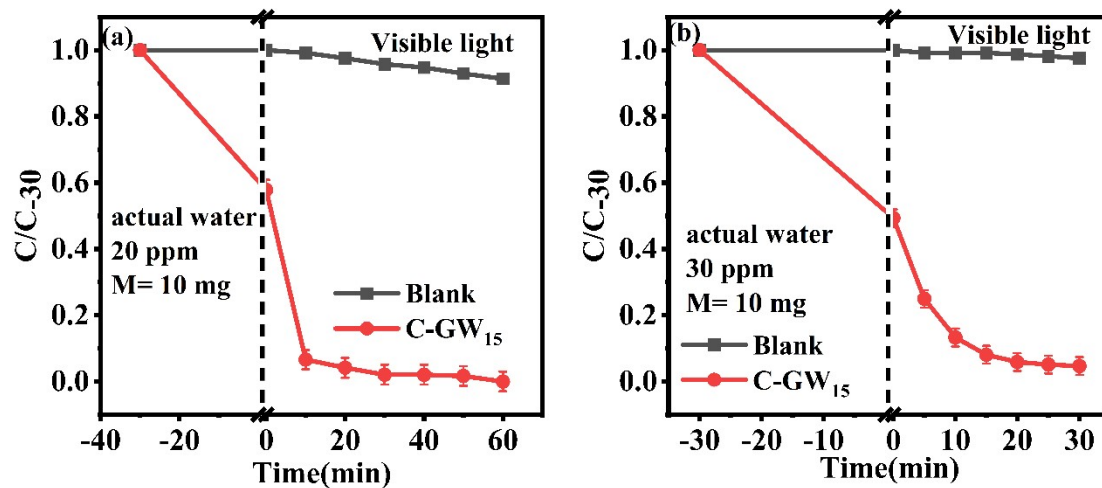 (a)
Visible light
1.0
0.8
0.6
0.4
0.2
0.0
C/C-30
actual water
20 ppm
M= 10 mg
Blank
C-GW15
-40 -20 0 20 40 60
Time(min)
(b)
Visible light
1.0
0.8
0.6
0.4
0.2
0.0
C/C-30
actual water
30 ppm
M= 10 mg
Blank
C-GW15
-30 -20 -10 0 10 20 30
Time(min)